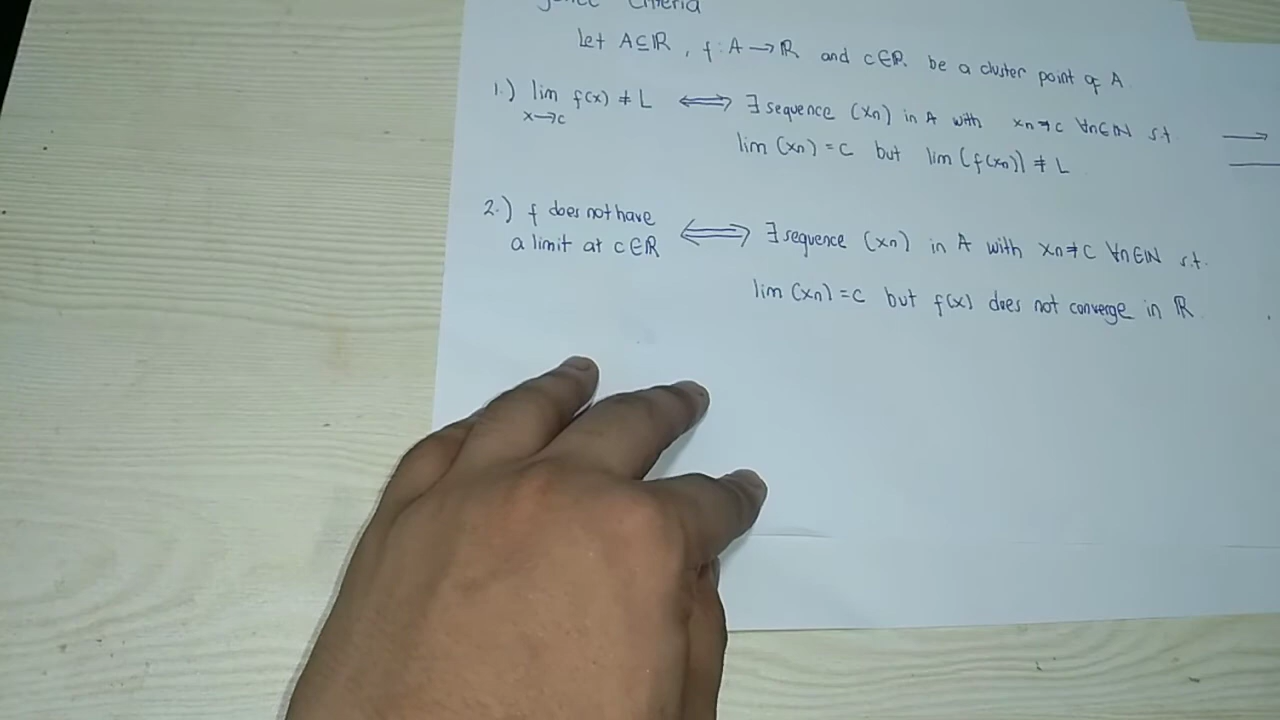 Criteria
Let A⊆ℝ, f: A→ℝ and c∈ℝ. be a cluster point of A
1.) lim f(x) ≠ L ⟺ ∃ sequence (xn) in A with xn≠c ∀n∈ℕ s.t.
x→c
lim (xn) = c but lim (f(xn)) ≠ L
2.) f does not have
a limit at c∈ℝ ⟺ ∃ sequence (xn) in A with xn≠c ∀n∈ℕ s.t.
lim (xn) = c but f(x) does not converge in ℝ